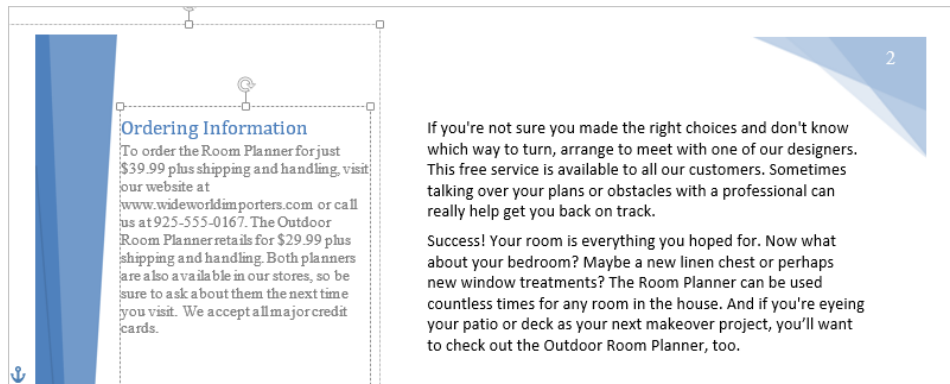 2
Ordering Information
To order the Room Planner for just
$39.99 plus shipping and handling, visit
our website at
www.wideworldimporters.com or call
us at 925-555-0167. The Outdoor
Room Planner retails for $29.99 plus
shipping and handling. Both planners
are also available in our stores, so be
sure to ask about them the next time
you visit. We accept all major credit
cards.
If you're not sure you made the right choices and don't know
which way to turn, arrange to meet with one of our designers.
This free service is available to all our customers. Sometimes
talking over your plans or obstacles with a professional can
really help get you back on track.
Success! Your room is everything you hoped for. Now what
about your bedroom? Maybe a new linen chest or perhaps
new window treatments? The Room Planner can be used
countless times for any room in the house. And if you're eyeing
your patio or deck as your next makeover project, you’ll want
to check out the Outdoor Room Planner, too.